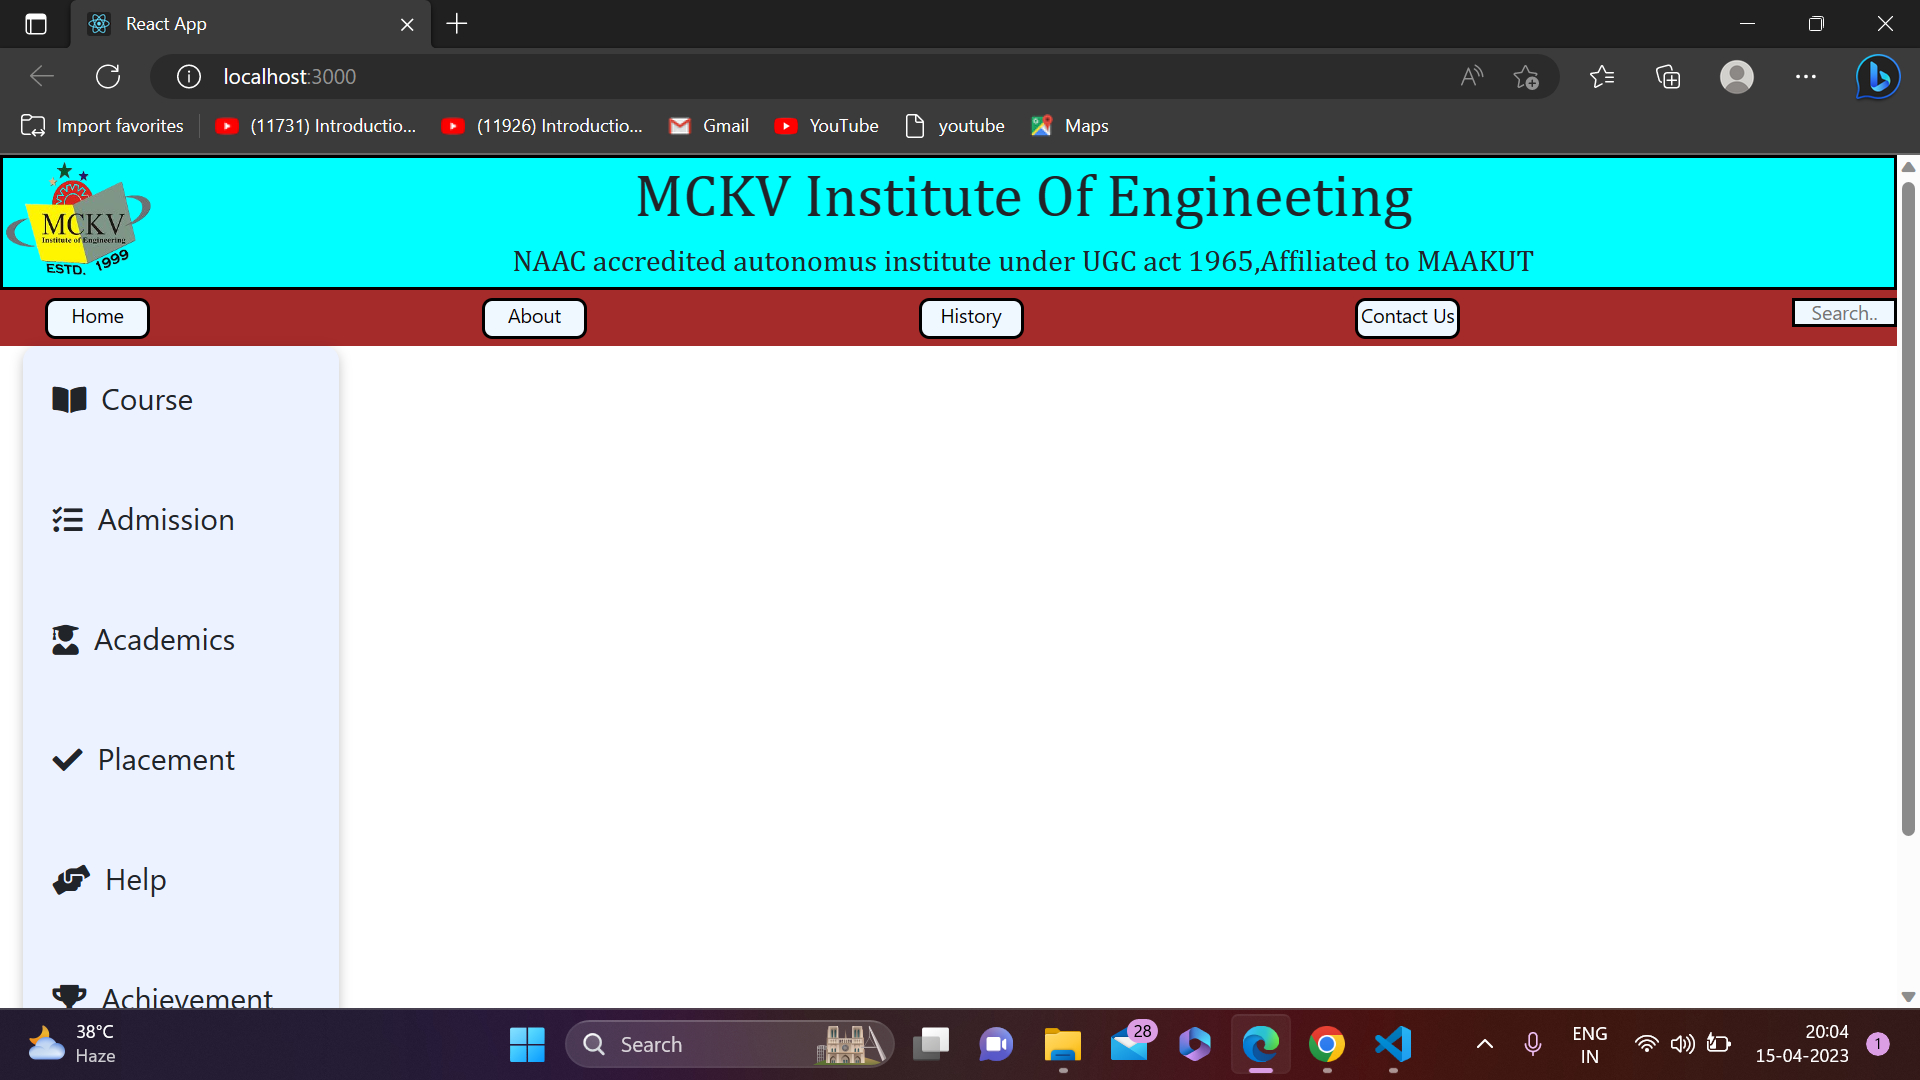 React App
localhost:3000
Import favorites
(11731) Introductio...
(11926) Introductio...
Gmail
YouTube
youtube
Maps
MCKV
Institute of Engineering
ESTD. 1999
MCKV Institute Of Engineeting
NAAC accredited autonomus institute under UGC act 1965,Affiliated to MAAKUT
Home
About
History
Contact Us
Search..
Course
Admission
Academics
Placement
Help
Achievement
38°C
Haze
Search
28
ENG
IN
20:04
15-04-2023
1